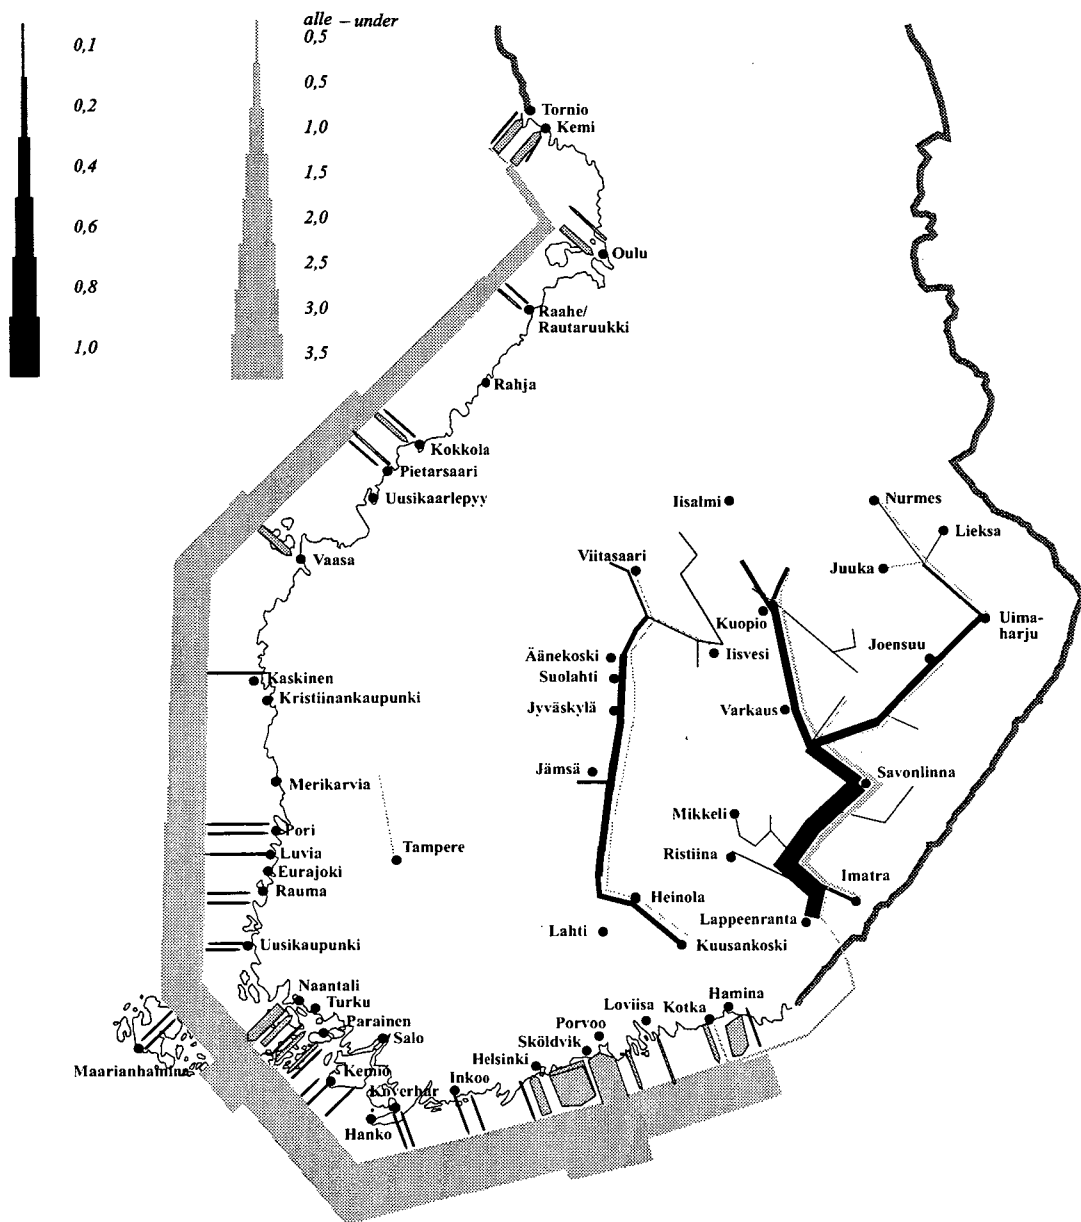 alle – under
0,5
0,1
0,2
0,4
0,6
0,8
1,0
0,5
1,0
1,5
2,0
2,5
3,0
3,5
Tornio
Kemi
Oulu
Raahe/
Rautaruukki
Rahja
Kokkola
Pietarsaari
Uusikaarlepyy
Vaasa
Kaskinen
Kristiinankaupunki
Merikarvia
Pori
Luvia
Eurajoki
Rauma
Uusikaupunki
Naantali
Turku
Parainen
Salo
Maarianhamina
Kemiö
Koverhar
Hanko
Inkoo
Helsinki
Sköldvik
Porvoo
Loviisa
Kotka
Hamina
Tampere
Iisalmi
Nurmes
Lieksa
Viitasaari
Juuka
Kuopio
Uima-
harju
Äänekoski
Iisvesi
Joensuu
Suolahti
Jyväskylä
Varkaus
Jämsä
Savonlinna
Mikkeli
Ristiina
Imatra
Heinola
Lappeenranta
Lahti
Kuusankoski